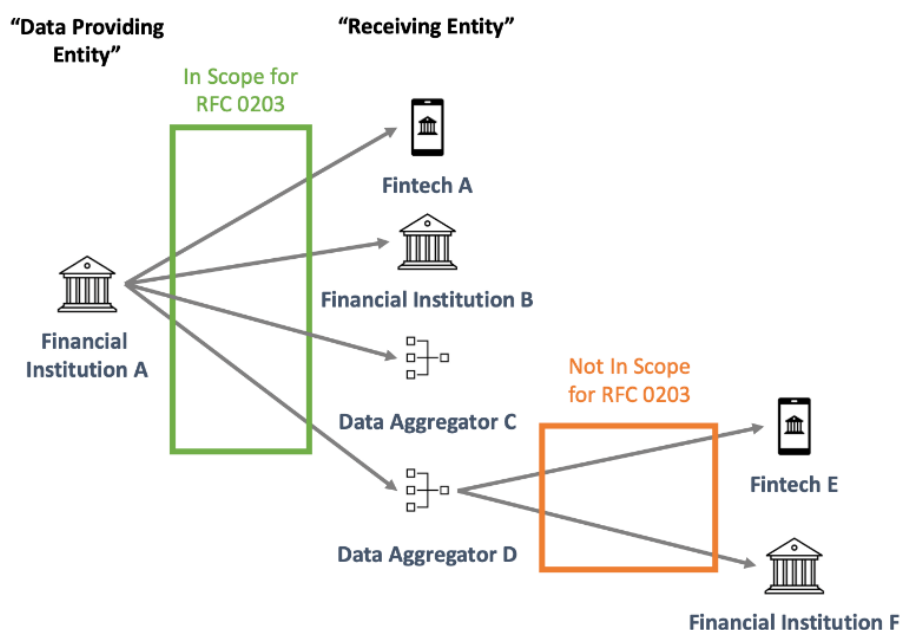 “Data Providing
Entity”
“Receiving Entity”
In Scope for
RFC 0203
Fintech A
Financial Institution B
Financial
Institution A
Data Aggregator C
Not In Scope
for RFC 0203
Fintech E
Data Aggregator D
Financial Institution F